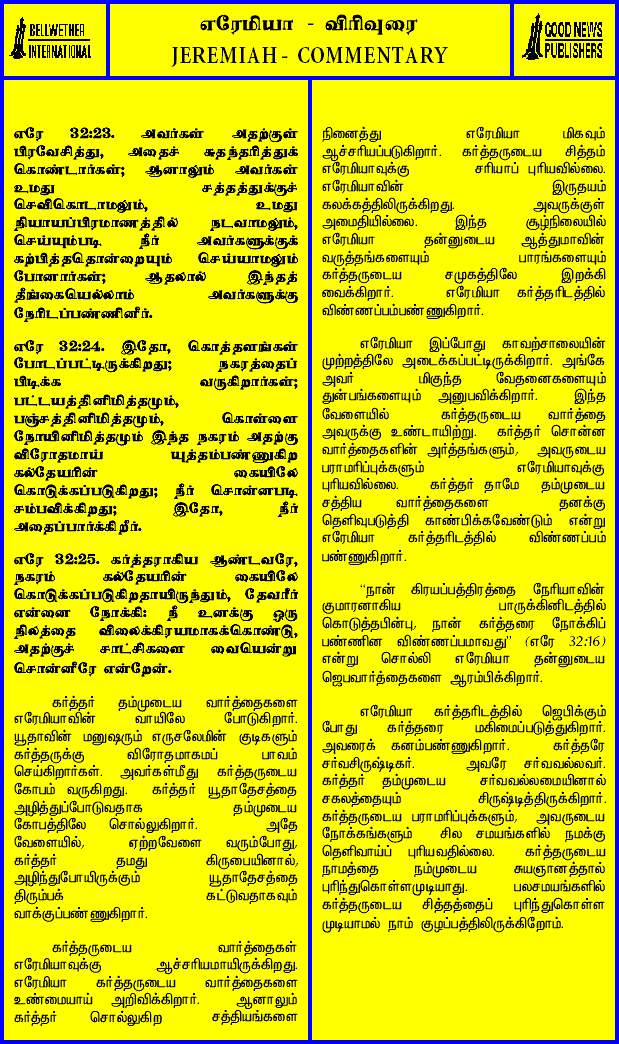 BELLWETHER
INTERNATIONAL
எரேமியா - விரிவுரை
JEREMIAH - COMMENTARY
GOOD NEWS
PUBLISHERS
எரே 32:23. அவர்கள் அதற்குள்
பிரவேசித்து, அதைச் சுதந்தரித்துக்
கொண்டார்கள்; ஆனாலும் அவர்கள்
உமது சத்தத்துக்குச்
செவிகொடாமலும், உமது
நியாயப்பிரமாணத்தில் நடவாமலும்,
செய்யும்படி நீர் அவர்களுக்குக்
கற்பித்ததொன்றையும் செய்யாமலும்
போனார்கள்; ஆதலால் இந்தத்
தீங்கையெல்லாம் அவர்களுக்கு
நேரிடப்பண்ணினீர்.
எரே 32:24. இதோ, கொத்தளங்கள்
போடப்பட்டிருக்கிறது; நகரத்தைப்
பிடிக்க வருகிறார்கள்;
பட்டயத்தினிமித்தமும்,
பஞ்சத்தினிமித்தமும், கொள்ளை
நோயினிமித்தமும் இந்த நகரம் அதற்கு
விரோதமாய் யுத்தம்பண்ணுகிற
கல்தேயரின் கையிலே
கொடுக்கப்படுகிறது; நீர் சொன்னபடி
சம்பவிக்கிறது; இதோ, நீர்
அதைப்பார்க்கிறீர்.
எரே 32:25. கர்த்தராகிய ஆண்டவரே,
நகரம் கல்தேயரின் கையிலே
கொடுக்கப்படுகிறதாயிருந்தும், தேவரீர்
என்னை நோக்கி: நீ உனக்கு ஒரு
நிலத்தை விலைக்கிரயமாகக்கொண்டு,
அதற்குச் சாட்சிகளை வையென்று
சொன்னீரே என்றேன்.
கர்த்தர் தம்முடைய வார்த்தைகளை
எரேமியாவின் வாயிலே போடுகிறார்.
யூதாவின் மனுஷரும் எருசலேமின் குடிகளும்
கர்த்தருக்கு விரோதமாகப் பாவம்
செய்கிறார்கள். அவர்கள்மீது கர்த்தருடைய
கோபம் வருகிறது. கர்த்தர் யூதாதேசத்தை
அழித்துப்போடுவதாக தம்முடைய
கோபத்திலே சொல்லுகிறார். அதே
வேளையில், ஏற்றவேளை வரும்போது,
கர்த்தர் தமது கிருபையினால்,
அழிந்துபோயிருக்கும் யூதாதேசத்தை
திரும்பக் கட்டுவதாகவும்
வாக்குப்பண்ணுகிறார்.
கர்த்தருடைய வார்த்தைகள்
எரேமியாவுக்கு ஆச்சரியமாயிருக்கிறது.
எரேமியா கர்த்தருடைய வார்த்தைகளை
உண்மையாய் அறிவிக்கிறார். ஆனாலும்
கர்த்தர் சொல்லுகிற சத்தியங்களை
நினைத்து எரேமியா மிகவும்
ஆச்சரியப்படுகிறார். கர்த்தருடைய சித்தம்
எரேமியாவுக்கு சரியாப் புரியவில்லை.
எரேமியாவின் இருதயம்
கலக்கத்திலிருக்கிறது. அவருக்குள்
அமைதியில்லை. இந்த சூழ்நிலையில்
எரேமியா தன்னுடைய ஆத்துமாவின்
வருத்தங்களையும் பாரங்களையும்
கர்த்தருடைய சமுகத்திலே இறக்கி
வைக்கிறார். எரேமியா கர்த்தரிடத்தில்
விண்ணப்பம்பண்ணுகிறார்.
எரேமியா இப்போது காவற்சாலையின்
முற்றத்திலே அடைக்கப்பட்டிருக்கிறார். அங்கே
அவர் மிகுந்த வேதனைகளையும்
துன்பங்களையும் அனுபவிக்கிறார். இந்த
வேளையில் கர்த்தருடைய வார்த்தை
அவருக்கு உண்டாயிற்று. கர்த்தர் சொன்ன
வார்த்தைகளின் அர்த்தங்களும், அவருடைய
பராமரிப்புக்களும் எரேமியாவுக்கு
புரியவில்லை. கர்த்தர் தாமே தம்முடைய
சத்திய வார்த்தைகளை தனக்கு
தெளிவுபடுத்தி காண்பிக்கவேண்டும் என்று
எரேமியா கர்த்தரிடத்தில் விண்ணப்பம்
பண்ணுகிறார்.
"நான் கிரயப்பத்திரத்தை நேரியாவின்
குமாரனாகிய பாருக்கினிடத்தில்
கொடுத்தபின்பு, நான் கர்த்தரை நோக்கிப்
பண்ணின விண்ணப்பமாவது" (எரே 32:16)
என்று சொல்லி எரேமியா தன்னுடைய
ஜெபவார்த்தைகளை ஆரம்பிக்கிறார்.
எரேமியா கர்த்தரிடத்தில் ஜெபிக்கும்
போது கர்த்தரை மகிமைப்படுத்துகிறார்.
அவரைக் கனம்பண்ணுகிறார். கர்த்தரே
சர்வசிருஷ்டிகர். அவரே சர்வவல்லவர்.
கர்த்தர் தம்முடைய சர்வவல்லமையினால்
சகலத்தையும் சிருஷ்டித்திருக்கிறார்.
கர்த்தருடைய பராமரிப்புக்களும், அவருடைய
நோக்கங்களும் சில சமயங்களில் நமக்கு
தெளிவாய்ப் புரியவதில்லை. கர்த்தருடைய
நாமத்தை நம்முடைய சுயஞானத்தால்
புரிந்துகொள்ளமுடியாது. பலசமயங்களில்
கர்த்தருடைய சித்தத்தைப் புரிந்துகொள்ள
முடியாமல் நாம் குழப்பத்திலிருக்கிறோம்.